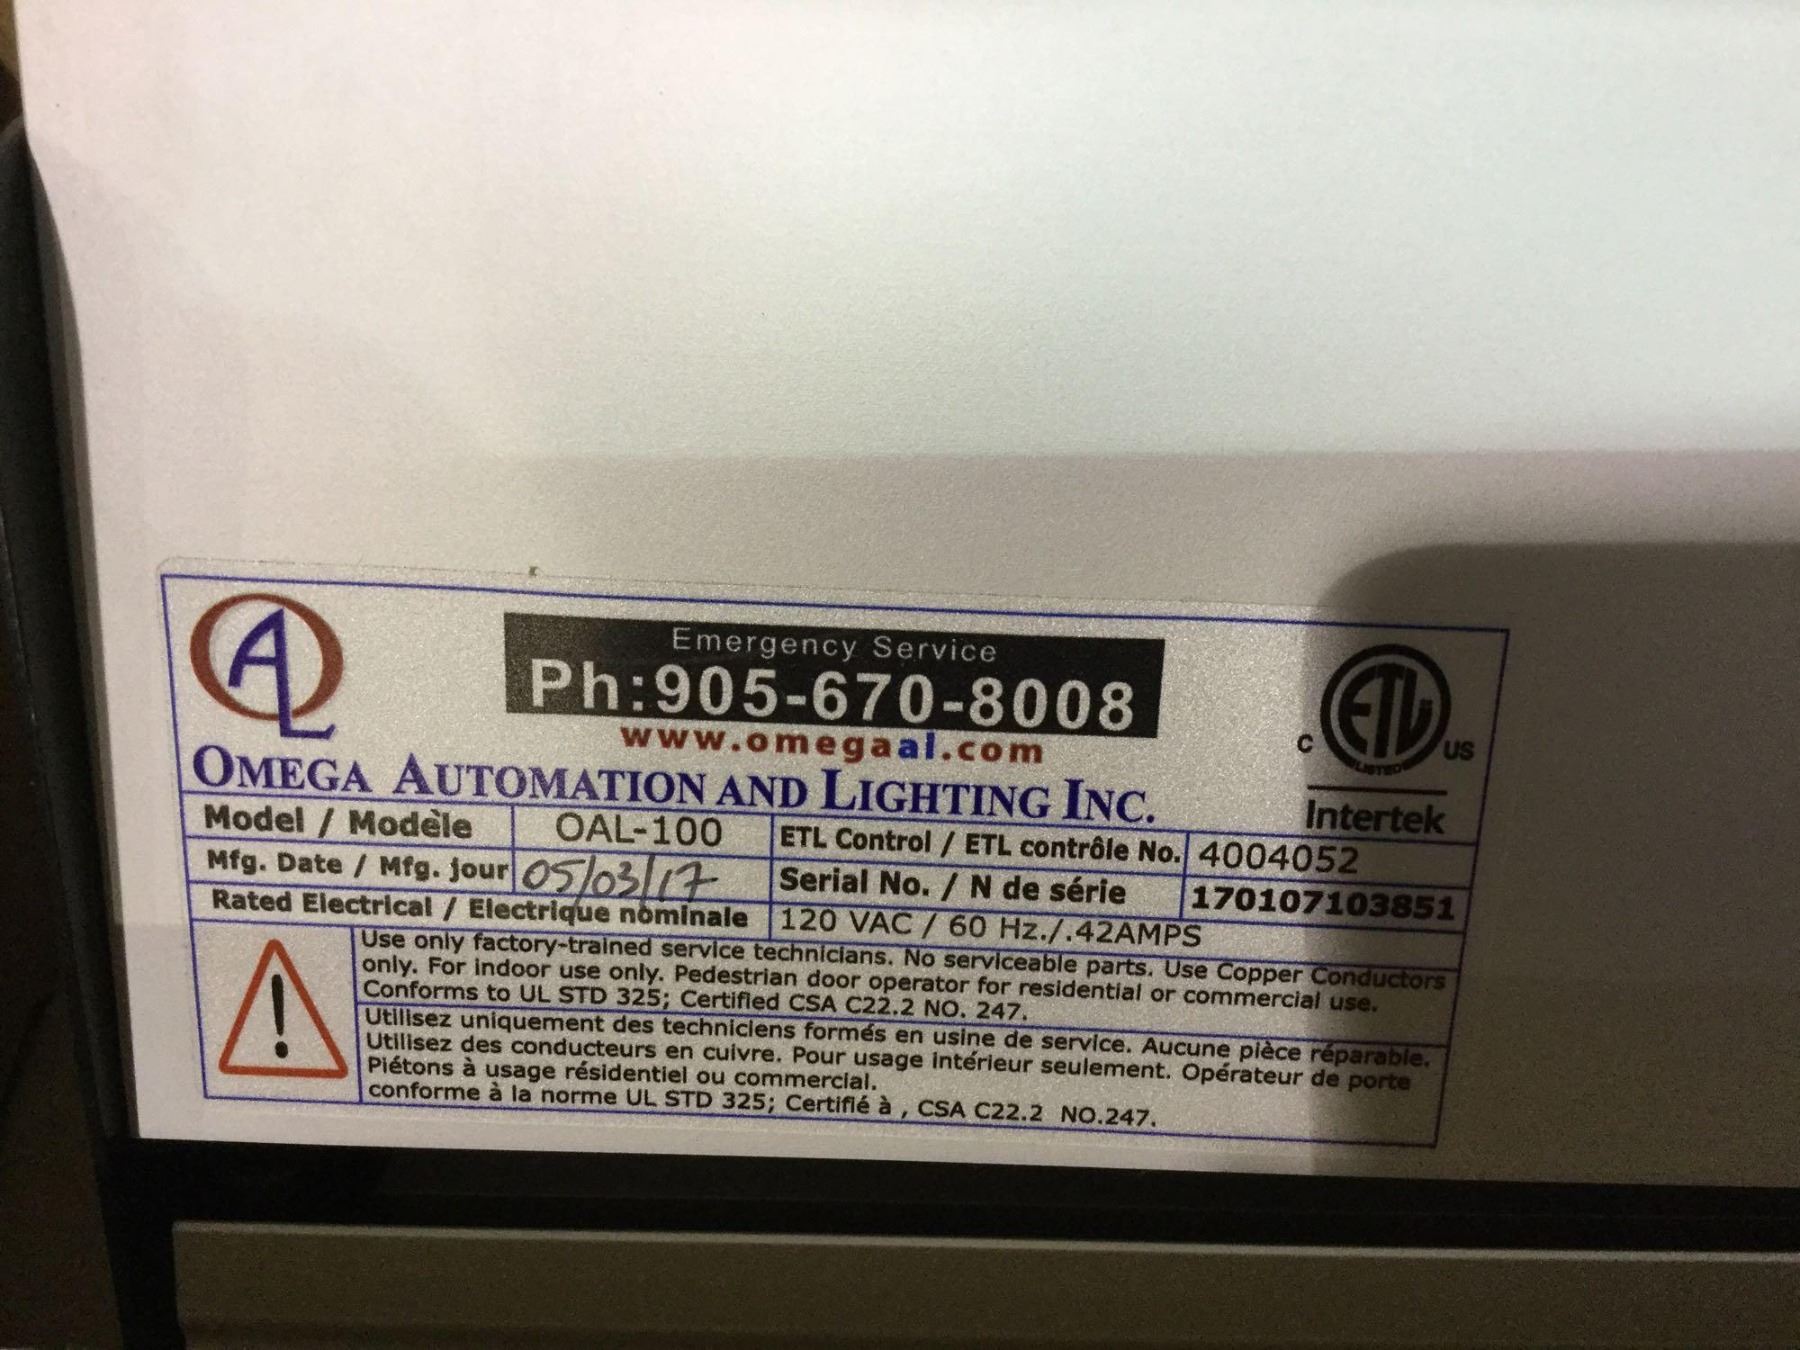 OAL
Emergency Service
Ph:905-670-8008
www.omegaal.com
OMEGA AUTOMATION AND LIGHTING INC.
ETL
LISTED
C US
Intertek
Model / Modèle OAL-100 ETL Control / ETL contrôle No. 4004052
Mfg. Date / Mfg. jour 05/03/17 Serial No. / N de série 170107103851
Rated Electrical / Electrique nominale 120 VAC / 60 Hz./.42AMPS
Use only factory-trained service technicians. No serviceable parts. Use Copper Conductors
only. For indoor use only. Pedestrian door operator for residential or commercial use.
Conforms to UL STD 325; Certified CSA C22.2 NO. 247.
Utilisez uniquement des techniciens formés en usine de service. Aucune pièce réparable.
Utilisez des conducteurs en cuivre. Pour usage intérieur seulement. Opérateur de porte
Piétons à usage résidentiel ou commercial.
conforme à la norme UL STD 325; Certifié à , CSA C22.2 NO.247.